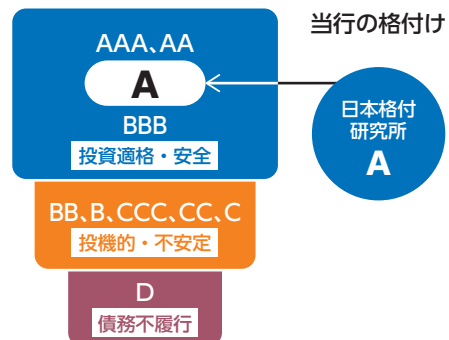 当行の格付け
AAA、AA
A
BBB
投資適格・安全
日本格付
研究所
A
BB、B、CCC、CC、C
投機的・不安定
D
債務不履行